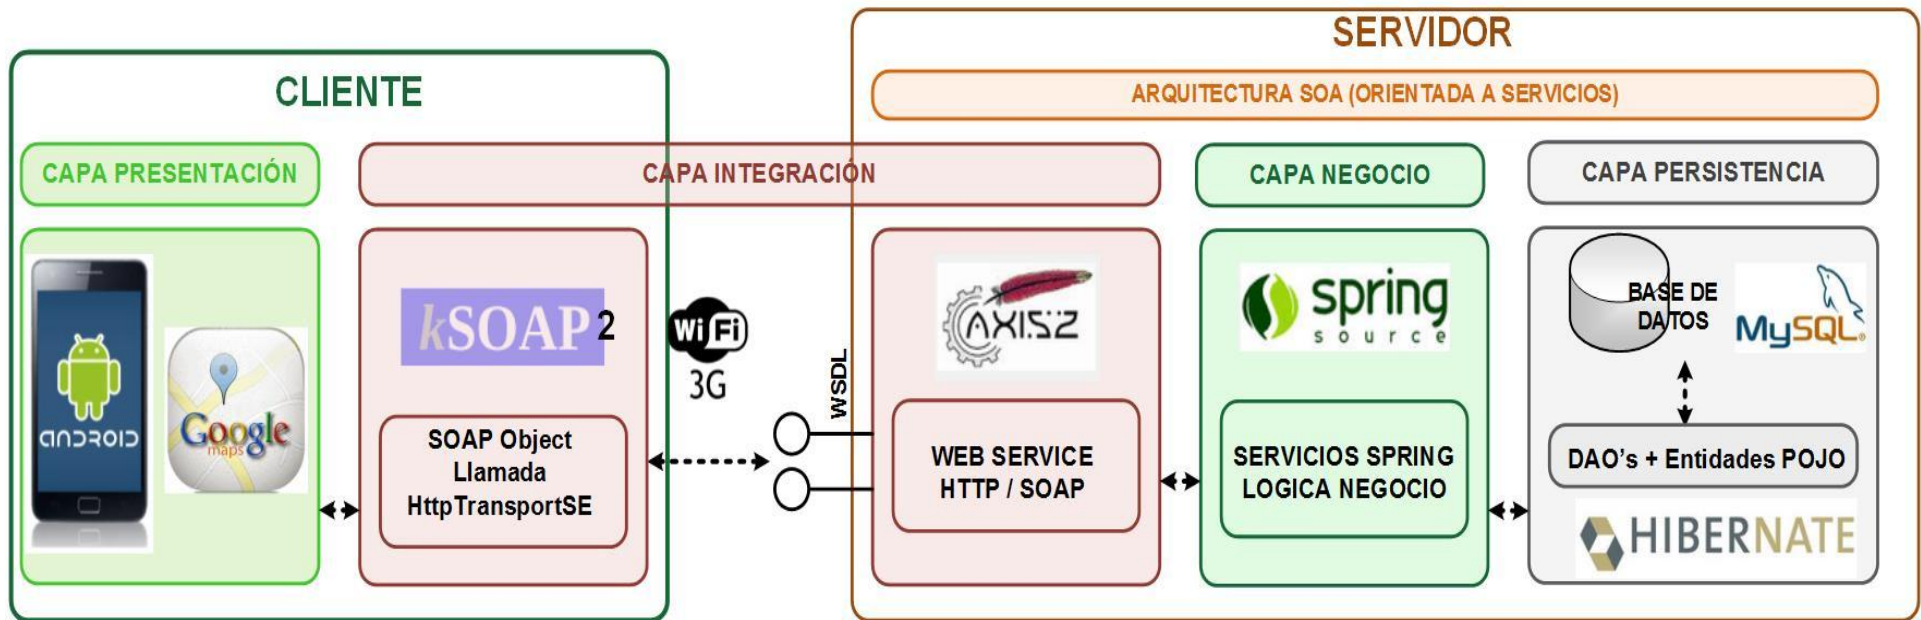 SERVIDOR
CLIENTE
ARQUITECTURA SOA (ORIENTADA A SERVICIOS)
CAPA PRESENTACIÓN
CAPA INTEGRACIÓN
CAPA NEGOCIO
CAPA PERSISTENCIA
ANDROID
Google
maps
kSOAP 2
SOAP Object
Llamada
HttpTransportSE
WiFi
3G
WSDL
AXIS2
WEB SERVICE
HTTP / SOAP
spring
source
SERVICIOS SPRING
LOGICA NEGOCIO
BASE DE
DATOS
MySQL®
DAO's + Entidades POJO
HIBERNATE